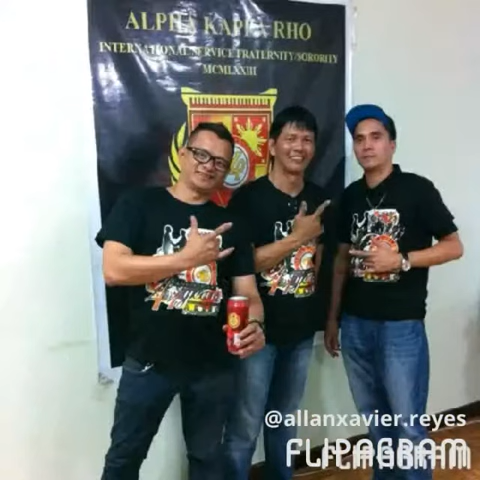 ALPHA KAPPA RHO
INTERNATIONAL SERVICE FRATERNITY/SORORITY
MCMLXXIII
@allanxavier.reyes
FLIPAGRAM